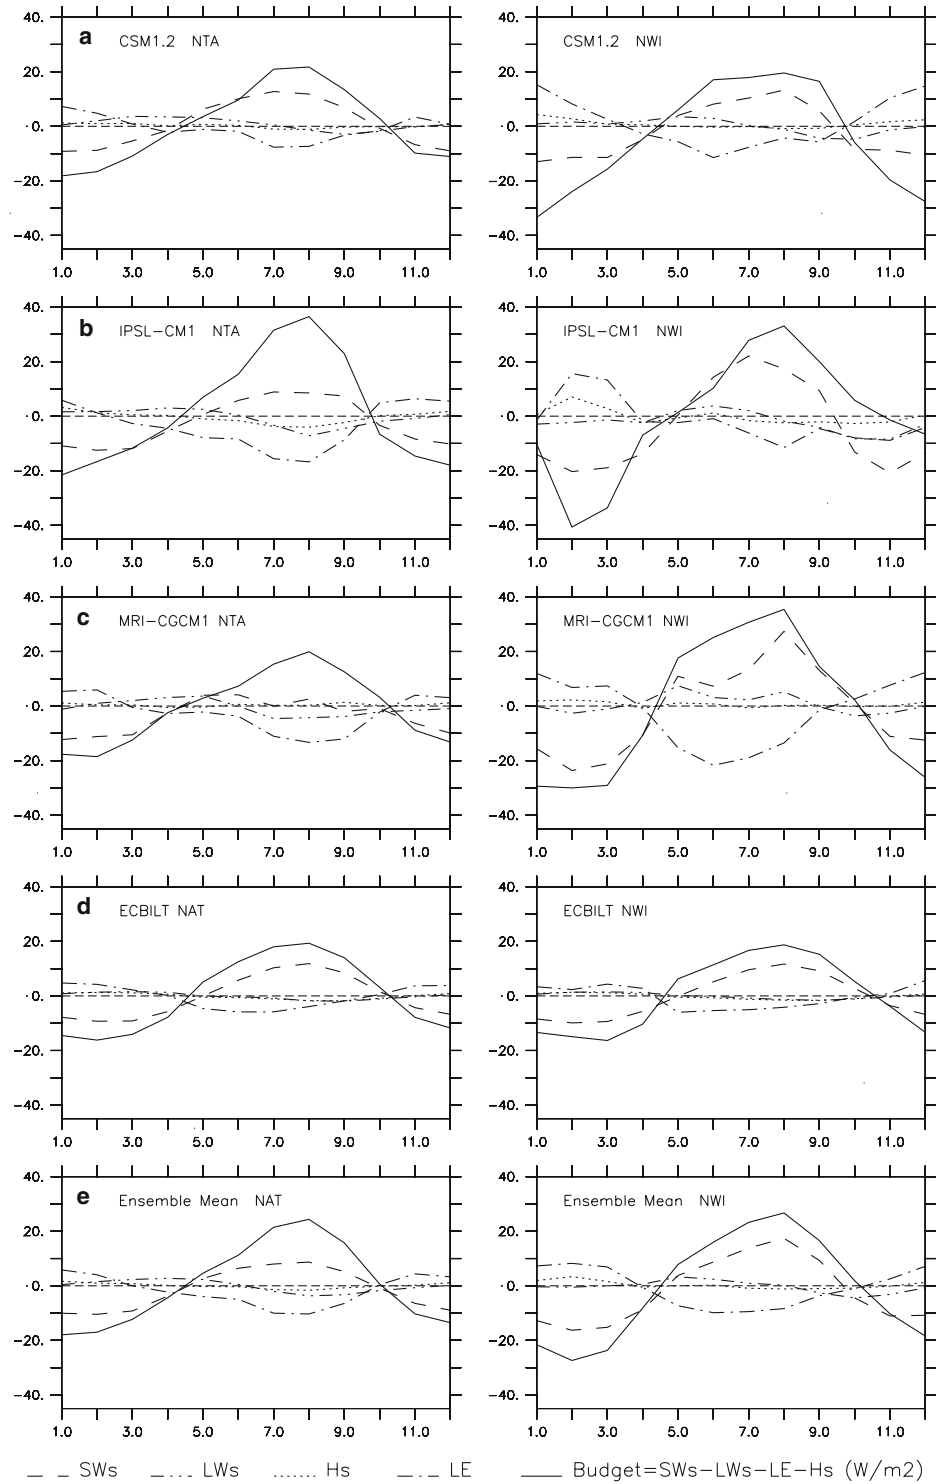 a CSM1.2 NTA
40.
20.
0.
-20.
-40.
1.0 3.0 5.0 7.0 9.0 11.0
CSM1.2 NWI
40.
20.
0.
-20.
-40.
1.0 3.0 5.0 7.0 9.0 11.0
b IPSL-CM1 NTA
40.
20.
0.
-20.
-40.
1.0 3.0 5.0 7.0 9.0 11.0
IPSL-CM1 NWI
40.
20.
0.
-20.
-40.
1.0 3.0 5.0 7.0 9.0 11.0
c MRI-CGCM1 NTA
40.
20.
0.
-20.
-40.
1.0 3.0 5.0 7.0 9.0 11.0
MRI-CGCM1 NWI
40.
20.
0.
-20.
-40.
1.0 3.0 5.0 7.0 9.0 11.0
d ECBILT NAT
40.
20.
0.
-20.
-40.
1.0 3.0 5.0 7.0 9.0 11.0
ECBILT NWI
40.
20.
0.
-20.
-40.
1.0 3.0 5.0 7.0 9.0 11.0
e Ensemble Mean NAT
40.
20.
0.
-20.
-40.
1.0 3.0 5.0 7.0 9.0 11.0
Ensemble Mean NWI
40.
20.
0.
-20.
-40.
1.0 3.0 5.0 7.0 9.0 11.0
SWs LWs Hs LE Budget=SWs-LWs-LE-Hs (W/m2)